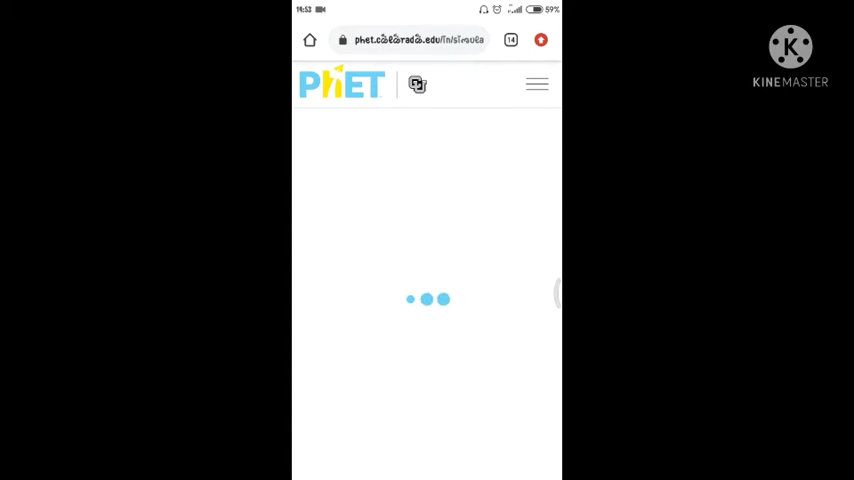 14:53 59%
phet.colorado.edu/in/simula 14
PhET
K
KINEMASTER